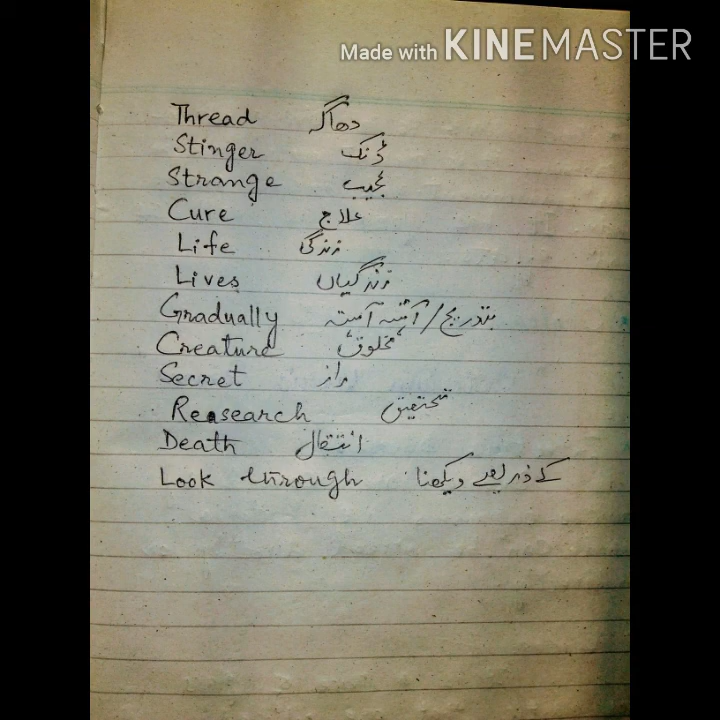 Made with KINEMASTER
Thread دھاگہ
Stinger ڈنک
Strange عجیب
Cure علاج
Life زندگی
Lives زندگیاں
Gradually بتدریج/آہستہ آہستہ
Creature مخلوق
Secret راز
Reasearch تحقیق
Death انتقال
Look through کے ذریعے دیکھنا